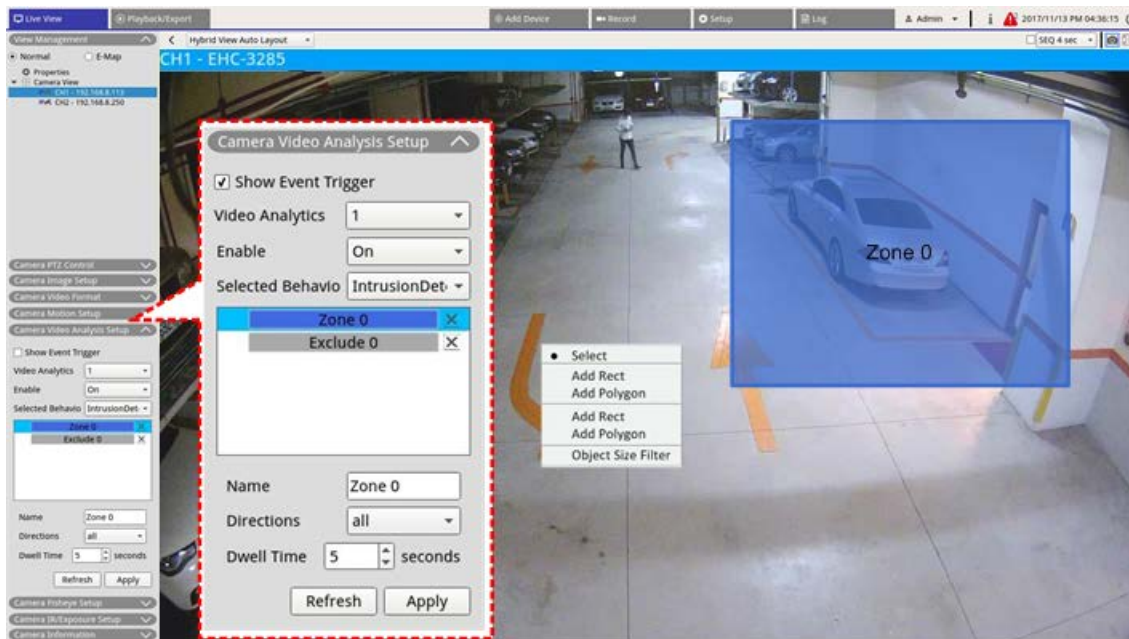 Live View
Playback/Export
Add Device
Record
Setup
Log
Admin
2017/11/13 PM 04:36:15
View Management
Hybrid View Auto Layout
SEQ 4 sec
Normal
E-Map
CH1 - EHC-3285
Properties
Camera View
CH1 - 192.168.8.113
CH2 - 192.168.8.250
Camera PTZ Control
Camera Image Setup
Camera Video Format
Camera Motion Setup
Camera Video Analysis Setup
Show Event Trigger
Video Analytics 1
Enable On
Selected Behavio IntrusionDet
Zone 0
Exclude 0
Name Zone 0
Directions all
Dwell Time 5 seconds
Refresh Apply
Camera Fisheye Setup
Camera IR/Exposure Setup
Camera Information
Camera Video Analysis Setup
Show Event Trigger
Video Analytics 1
Enable On
Selected Behavio IntrusionDet
Zone 0
Exclude 0
Name Zone 0
Directions all
Dwell Time 5 seconds
Refresh Apply
Select
Add Rect
Add Polygon
Add Rect
Add Polygon
Object Size Filter
Zone 0